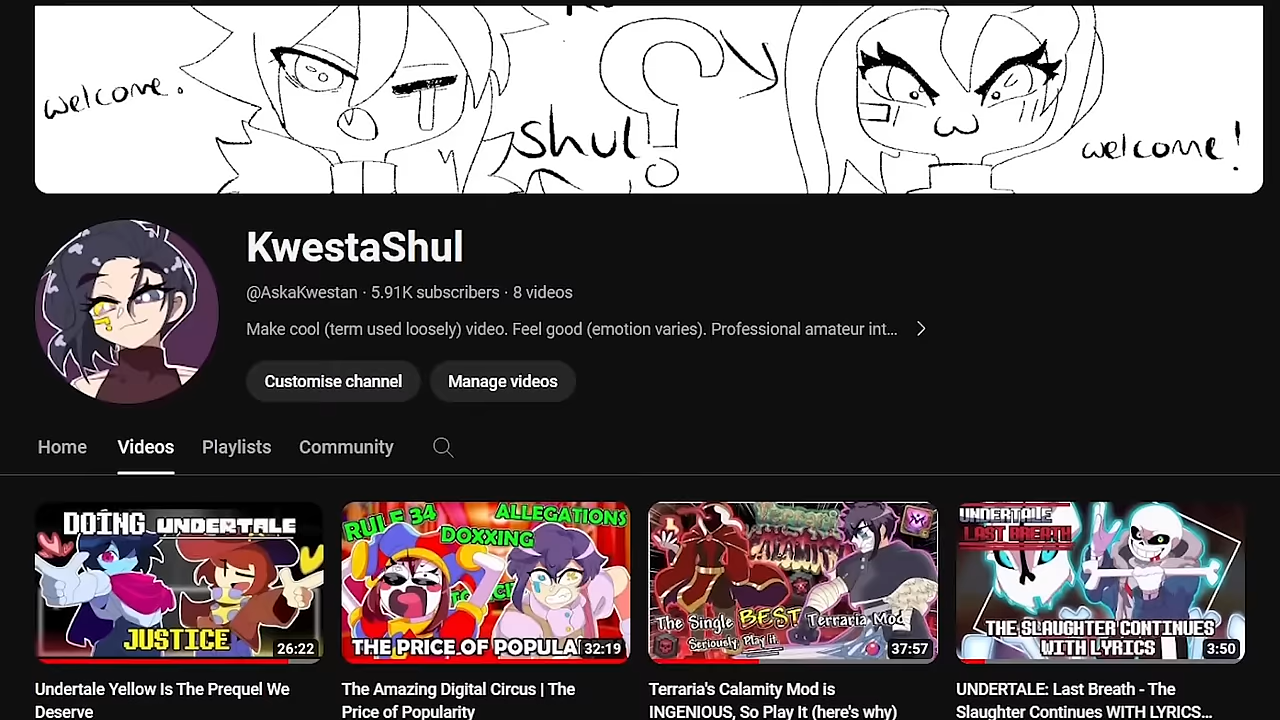 welcome.
Shul
?
welcome!
KwestaShul
@AskaKwestan · 5.91K subscribers · 8 videos
Make cool (term used loosely) video. Feel good (emotion varies). Professional amateur int...
Customise channel
Manage videos
Home
Videos
Playlists
Community
DOING UNDERTALE
JUSTICE
26:22
RULE 34
ALLEGATIONS
DOXXING
THE PRICE OF POPULA
32:19
The Single BEST Terraria Mod
Seriously, Play it
37:57
UNDERTALE
LAST BREATH
THE SLAUGHTER CONTINUES
WITH LYRICS
3:50
Undertale Yellow Is The Prequel We
Deserve
The Amazing Digital Circus | The
Price of Popularity
Terraria's Calamity Mod is
INGENIOUS, So Play It (here's why)
UNDERTALE: Last Breath - The
Slaughter Continues WITH LYRICS...